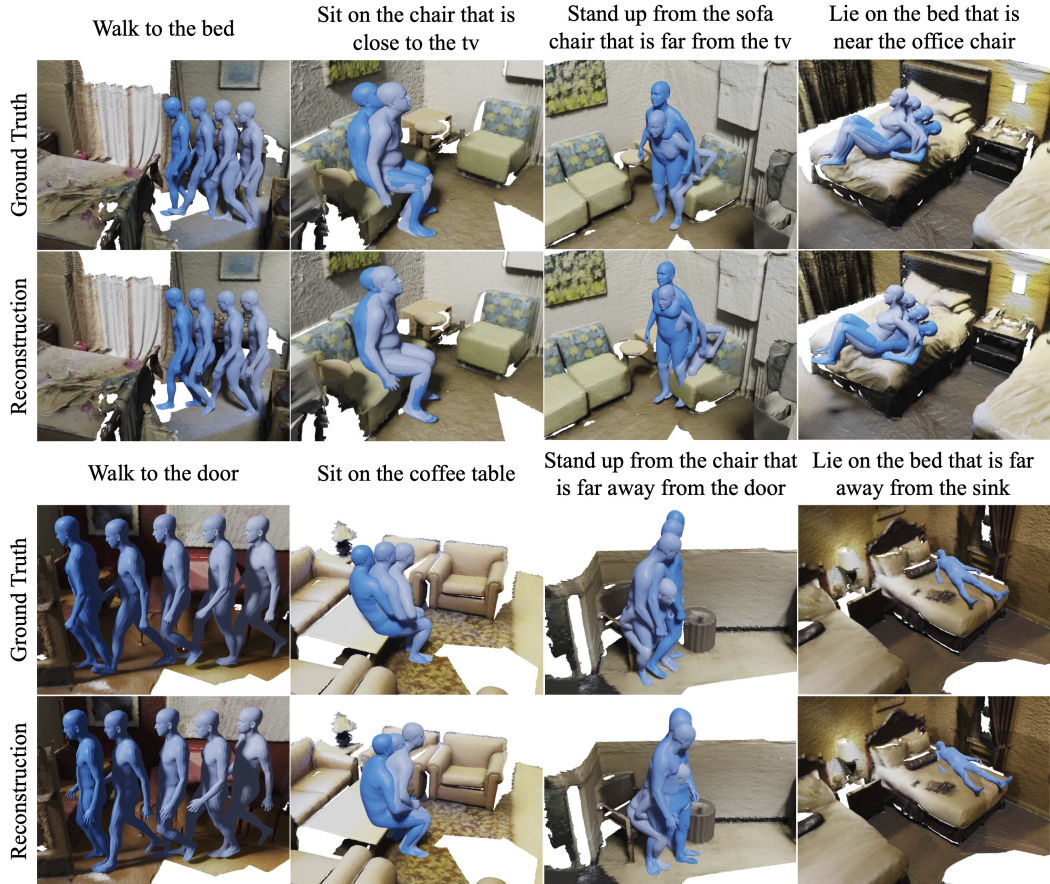 Walk to the bed
Sit on the chair that is
close to the tv
Stand up from the sofa
chair that is far from the tv
Lie on the bed that is
near the office chair
Ground Truth
Reconstruction
Walk to the door
Sit on the coffee table
Stand up from the chair that
is far away from the door
Lie on the bed that is far
away from the sink
Ground Truth
Reconstruction